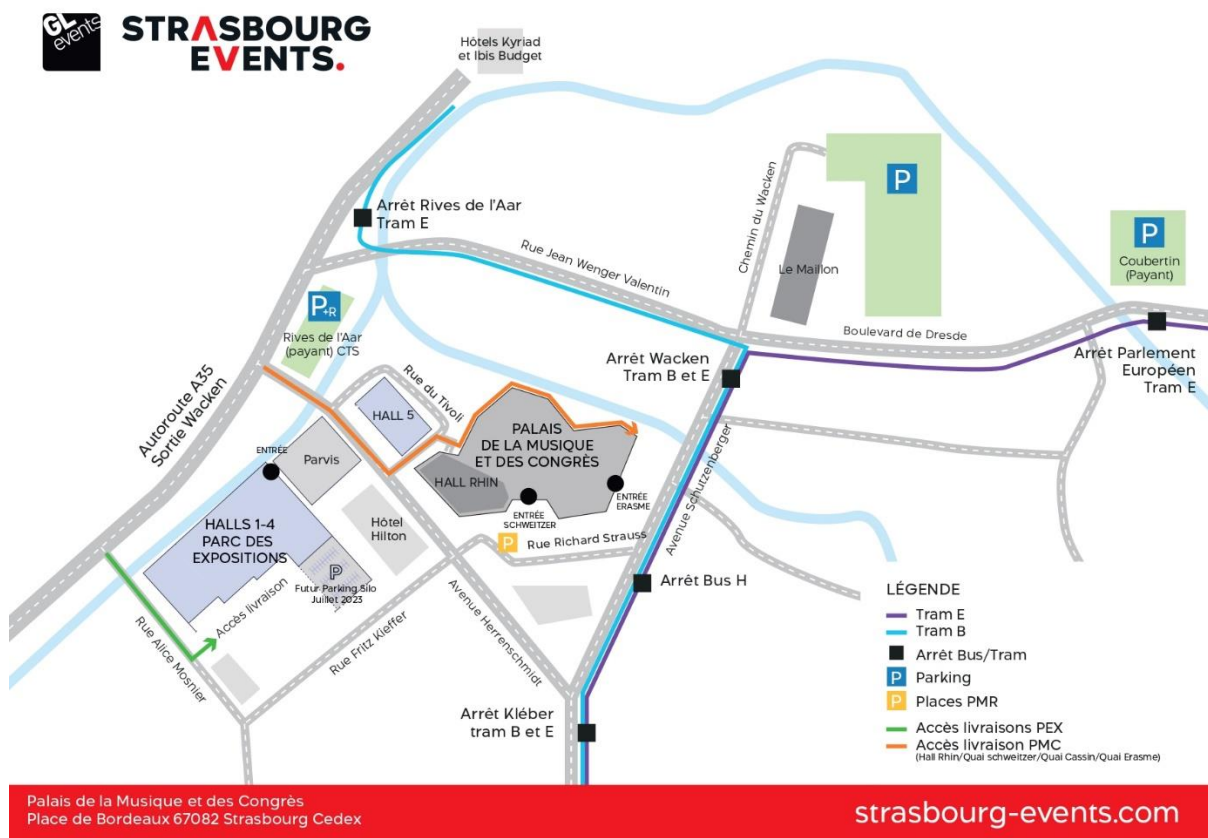 GL
events
STRASBOURG
EVENTS.
Hôtels Kyriad
et Ibis Budget
Arrêt Rives de l'Aar
Tram E
Rue Jean Wenger Valentin
Chemin du Wacken
P
Le Maillon
P
Coubertin
(Payant)
Boulevard de Dresde
P+R
Rives de l'Aar
(payant) CTS
Arrêt Wacken
Tram B et E
Arrêt Parlement
Européen
Tram E
Autoroute A35
Sortie Wacken
Rue du Tivoli
HALL 5
PALAIS
DE LA MUSIQUE
ET DES CONGRÈS
HALL RHIN
ENTRÉE
Parvis
ENTRÉE
SCHWEITZER
ENTRÉE
ERASME
Avenue Schutzenberger
HALLS 1-4
PARC DES
EXPOSITIONS
Hôtel
Hilton
P
Rue Richard Strauss
P
Futur Parking Silo
Juillet 2023
Accès livraison
Arrêt Bus H
Rue Alice Mosnier
Rue Fritz Kieffer
Avenue Herrenschmidt
Arrêt Kléber
tram B et E
LÉGENDE
Tram E
Tram B
Arrêt Bus/Tram
P Parking
P Places PMR
Accès livraisons PEX
Accès livraison PMC
(Hall Rhin/Quai schweitzer/Quai Cassin/Quai Erasme)
Palais de la Musique et des Congrès
Place de Bordeaux 67082 Strasbourg Cedex
strasbourg-events.com